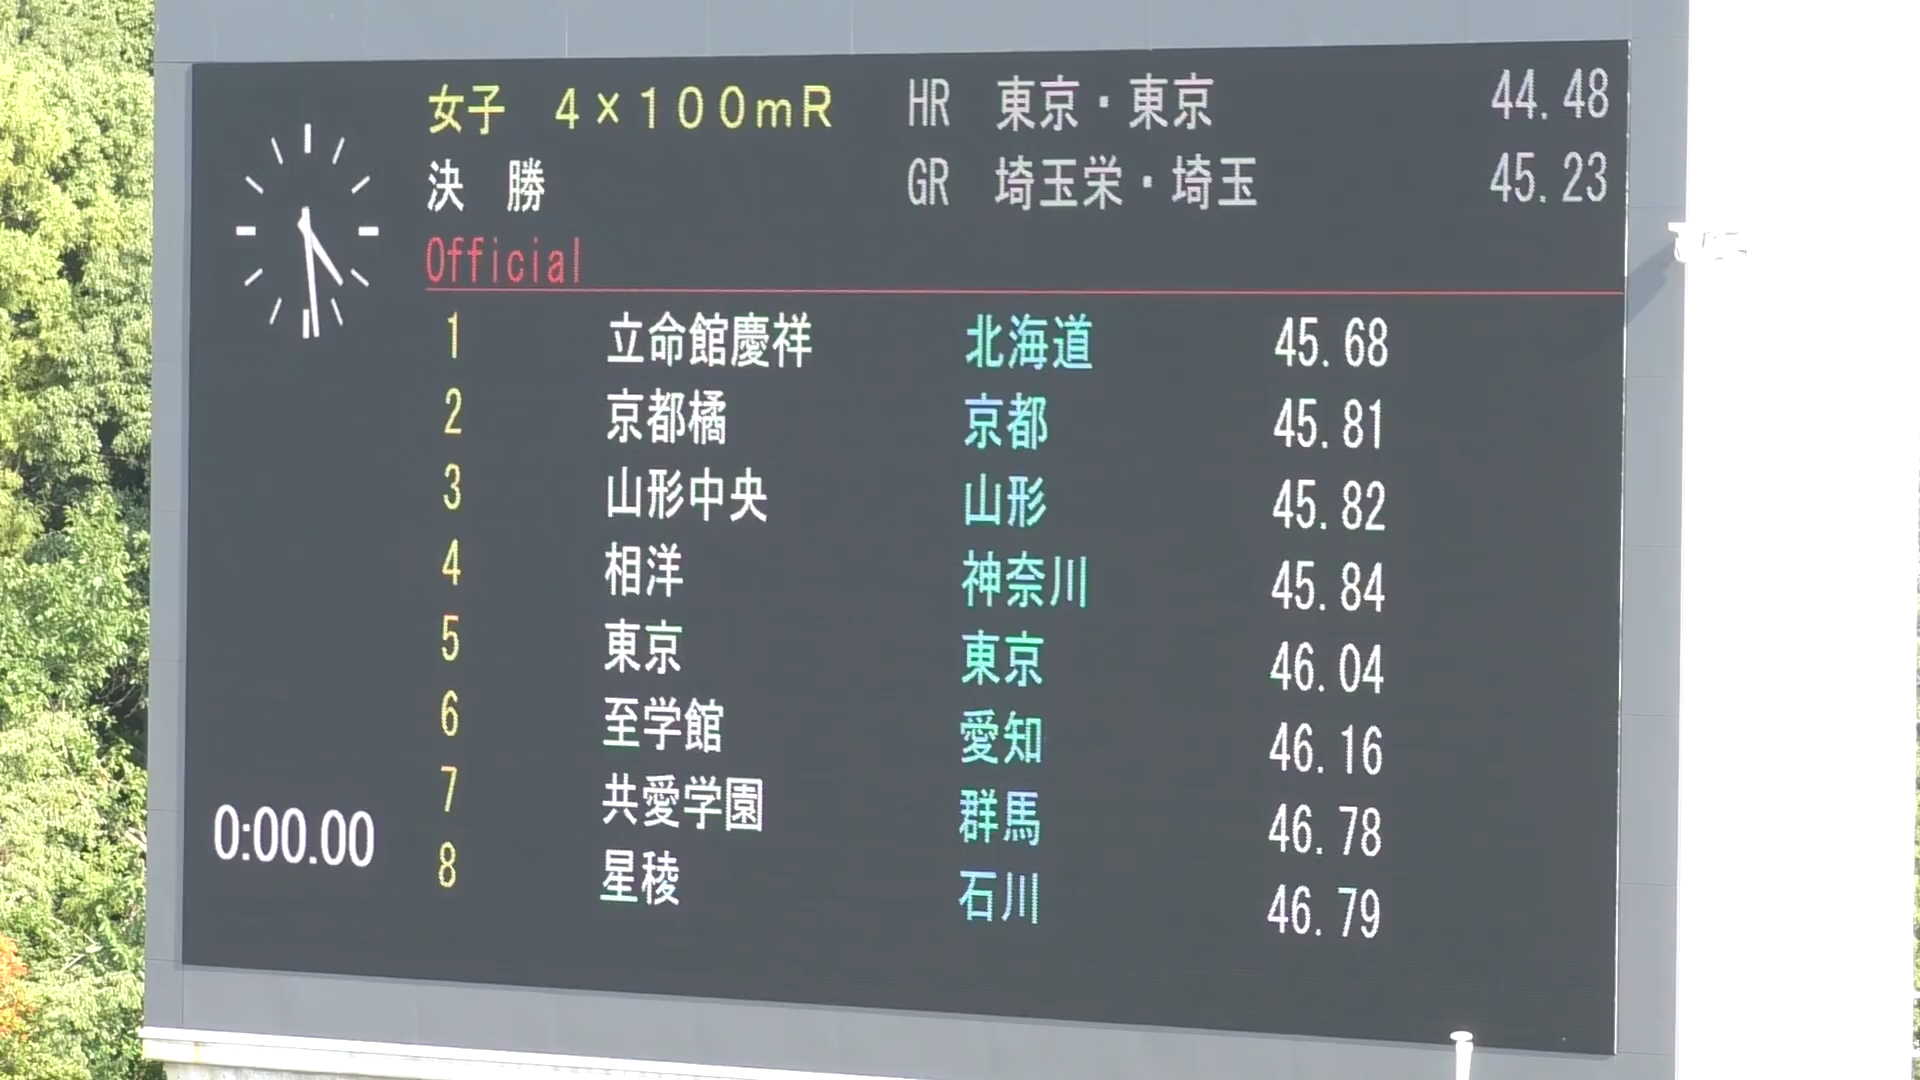 女子　４×１００ｍＲ　HR　東京・東京　44.48
決　勝　GR　埼玉栄・埼玉　45.23
Official
1　立命館慶祥　北海道　45.68
2　京都橘　京都　45.81
3　山形中央　山形　45.82
4　相洋　神奈川　45.84
5　東京　東京　46.04
6　至学館　愛知　46.16
7　共愛学園　群馬　46.78
8　星稜　石川　46.79
0:00.00